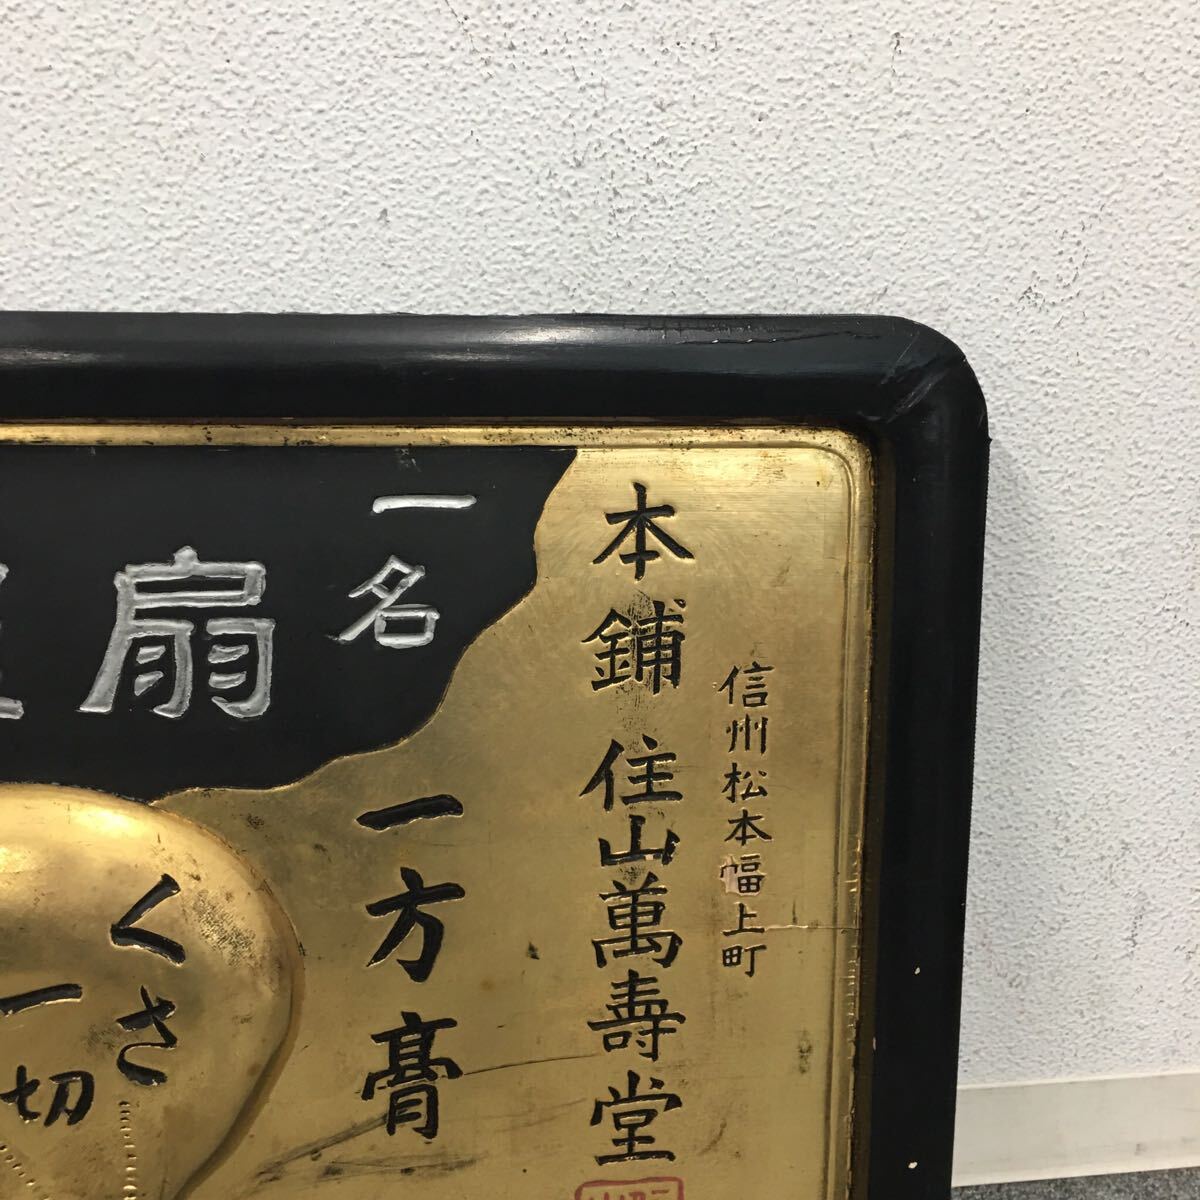 信州松本幅上町
本鋪 住山萬壽堂
一名
一方膏
扇
くさ
一切